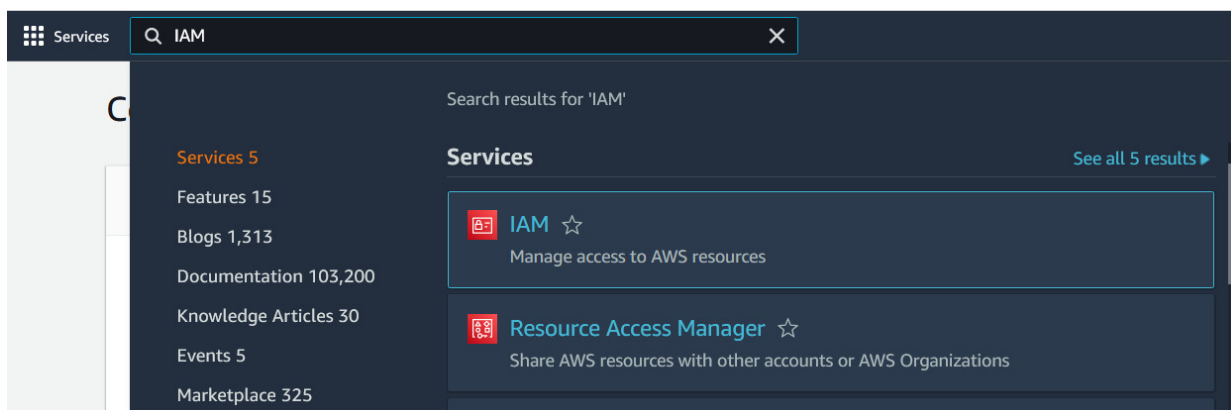 Services
IAM
Search results for 'IAM'
Services 5
Features 15
Blogs 1,313
Documentation 103,200
Knowledge Articles 30
Events 5
Marketplace 325
Services
See all 5 results
IAM
Manage access to AWS resources
Resource Access Manager
Share AWS resources with other accounts or AWS Organizations